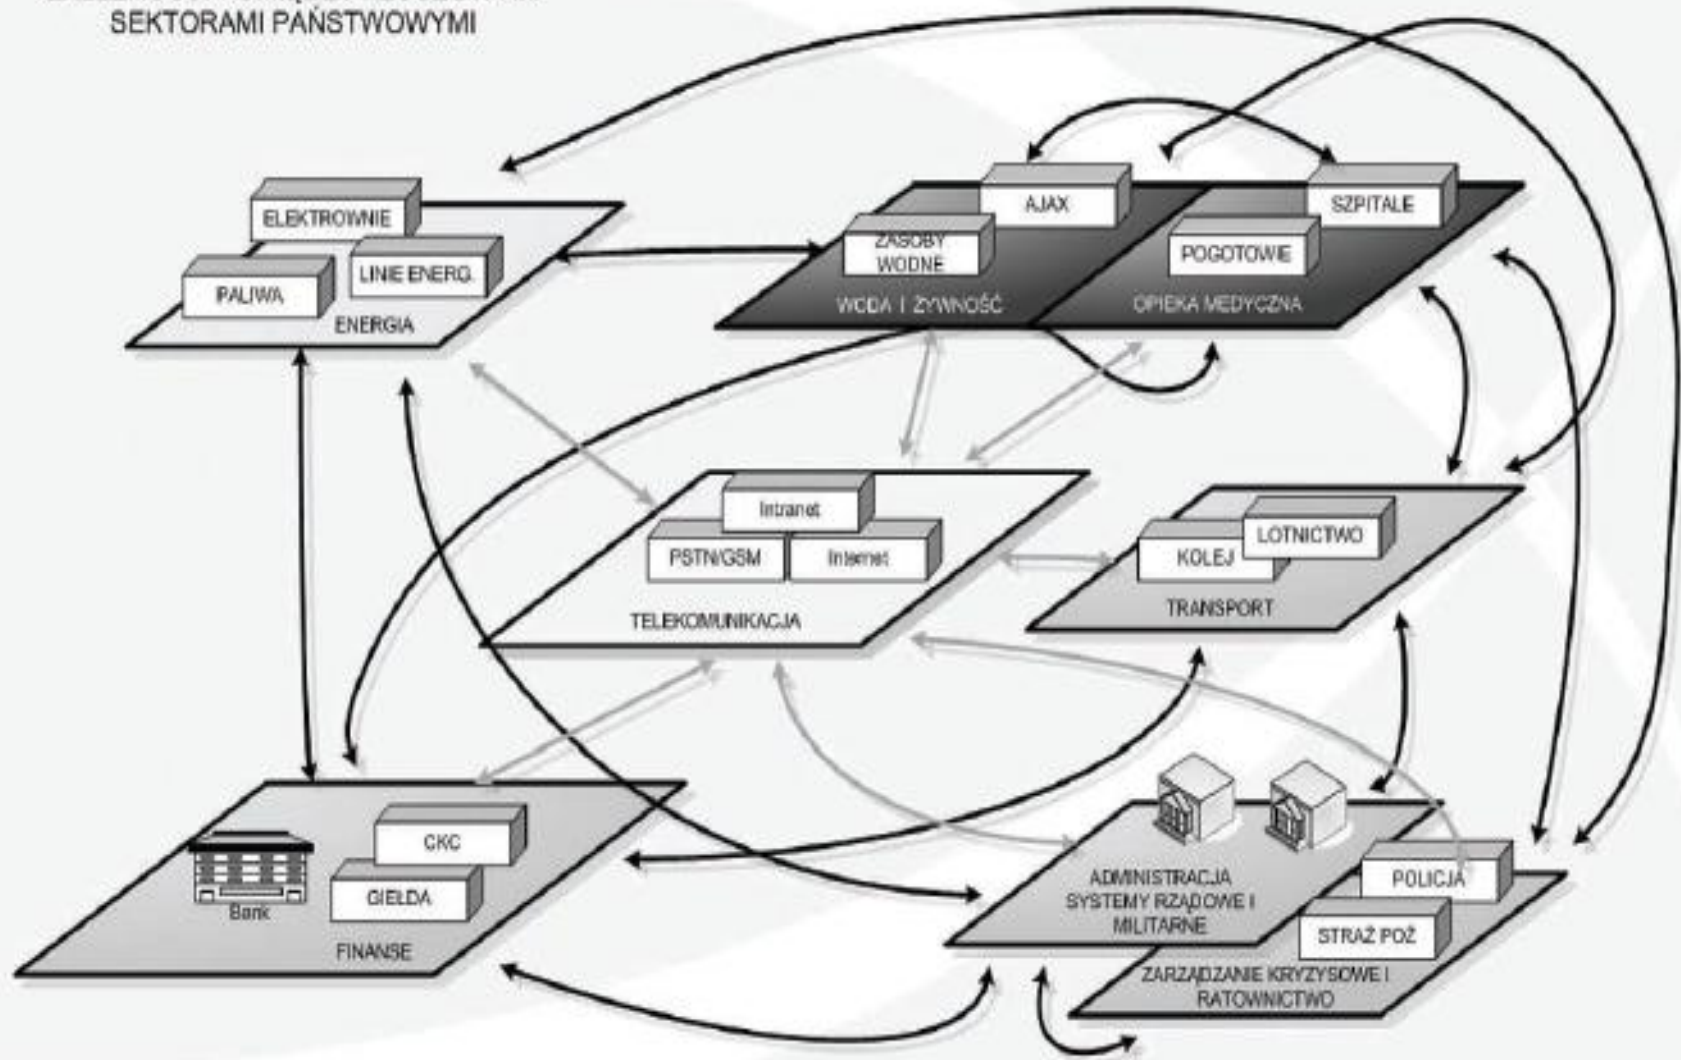 SEKTORAMI PAŃSTWOWYMI
ELEKTROWNIE
LINIE ENERG.
PALIWA
ENERGIA
AJAX
ZASOBY
WODNE
WODA I ŻYWNOŚĆ
SZPITALE
POGOTOWIE
OPIEKA MEDYCZNA
Intranet
PSTN/GSM
Internet
TELEKOMUNIKACJA
LOTNICTWO
KOLEJ
TRANSPORT
CKC
GIEŁDA
Bank
FINANSE
ADMINISTRACJA
SYSTEMY RZĄDOWE I
MILITARNE
POLICJA
STRAŻ POŻ
ZARZĄDZANIE KRYZYSOWE I
RATOWNICTWO